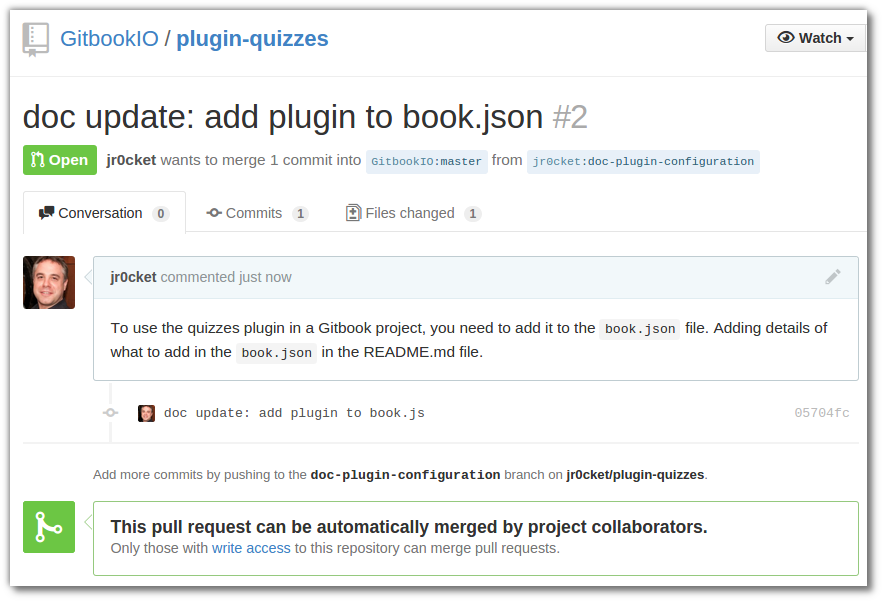 GitbookIO / plugin-quizzes
Watch
doc update: add plugin to book.json #2
Open jr0cket wants to merge 1 commit into GitbookIO:master from jr0cket:doc-plugin-configuration
Conversation 0 Commits 1 Files changed 1
jr0cket commented just now
To use the quizzes plugin in a Gitbook project, you need to add it to the book.json file. Adding details of
what to add in the book.json in the README.md file.
doc update: add plugin to book.js 05704fc
Add more commits by pushing to the doc-plugin-configuration branch on jr0cket/plugin-quizzes.
This pull request can be automatically merged by project collaborators.
Only those with write access to this repository can merge pull requests.